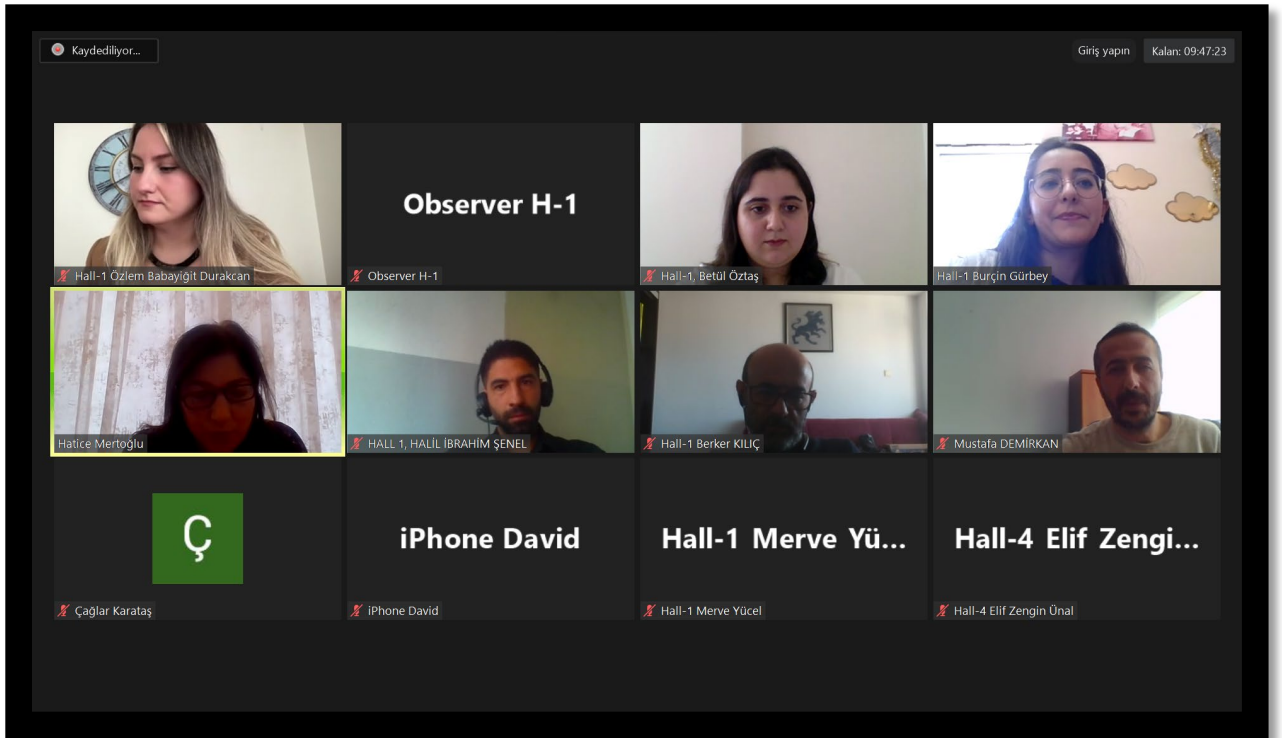 Kaydediliyor...
Giriş yapın
Kalan: 09:47:23
Hall-1 Özlem Babayiğit Durakcan
Observer H-1
Observer H-1
Hall-1, Betül Öztaş
Hall-1 Burçin Gürbey
Hatice Mertoğlu
HALL 1, HALİL İBRAHİM ŞENEL
Hall-1 Berker KILIÇ
Mustafa DEMİRKAN
Ç
Çağlar Karataş
iPhone David
iPhone David
Hall-1 Merve Yü...
Hall-1 Merve Yücel
Hall-4 Elif Zengi...
Hall-4 Elif Zengin Ünal